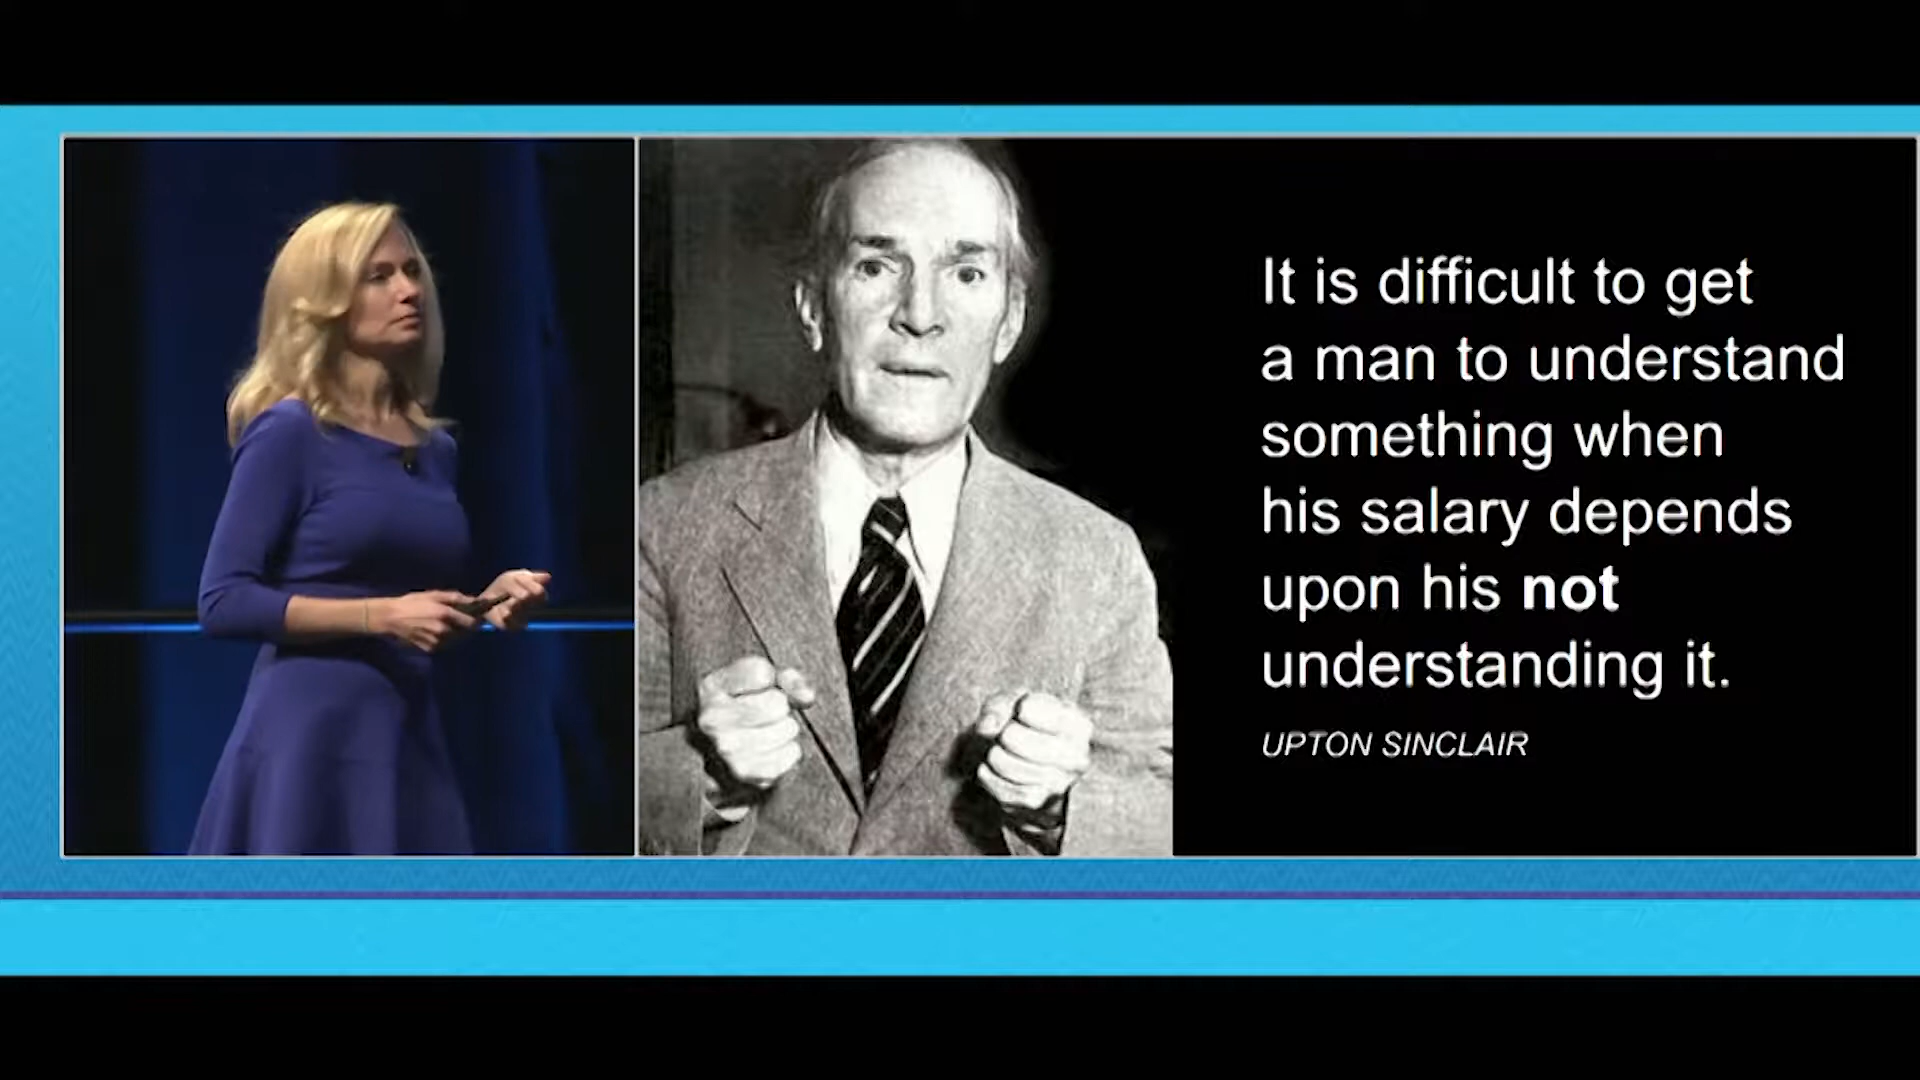 It is difficult to get
a man to understand
something when
his salary depends
upon his not
understanding it.
UPTON SINCLAIR